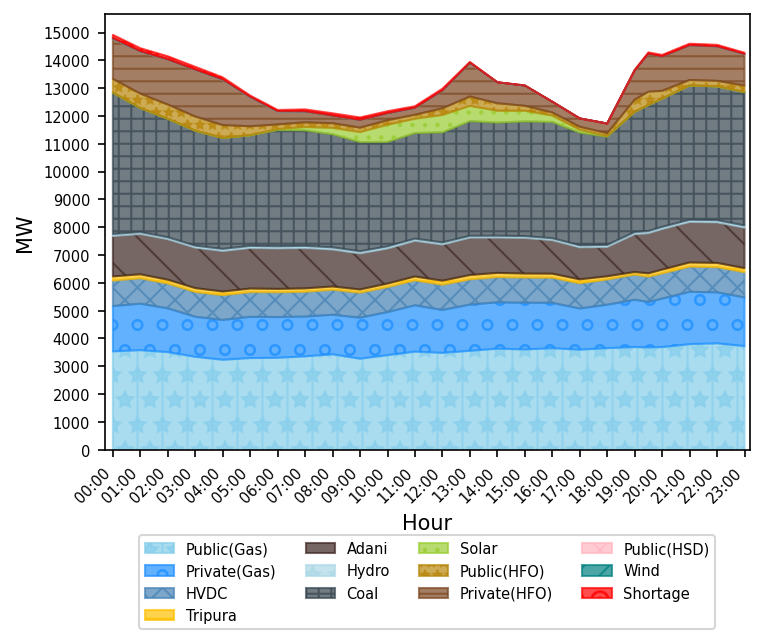 15000
14000
13000
12000
11000
10000
9000
8000
7000
6000
5000
4000
3000
2000
1000
0
MW
00:00 01:00 02:00 03:00 04:00 05:00 06:00 07:00 08:00 09:00 10:00 11:00 12:00 13:00 14:00 15:00 16:00 17:00 18:00 19:00 20:00 21:00 22:00 23:00
Hour
Public(Gas) Adani Solar Public(HSD)
Private(Gas) Hydro Public(HFO) Wind
HVDC Coal Private(HFO) Shortage
Tripura